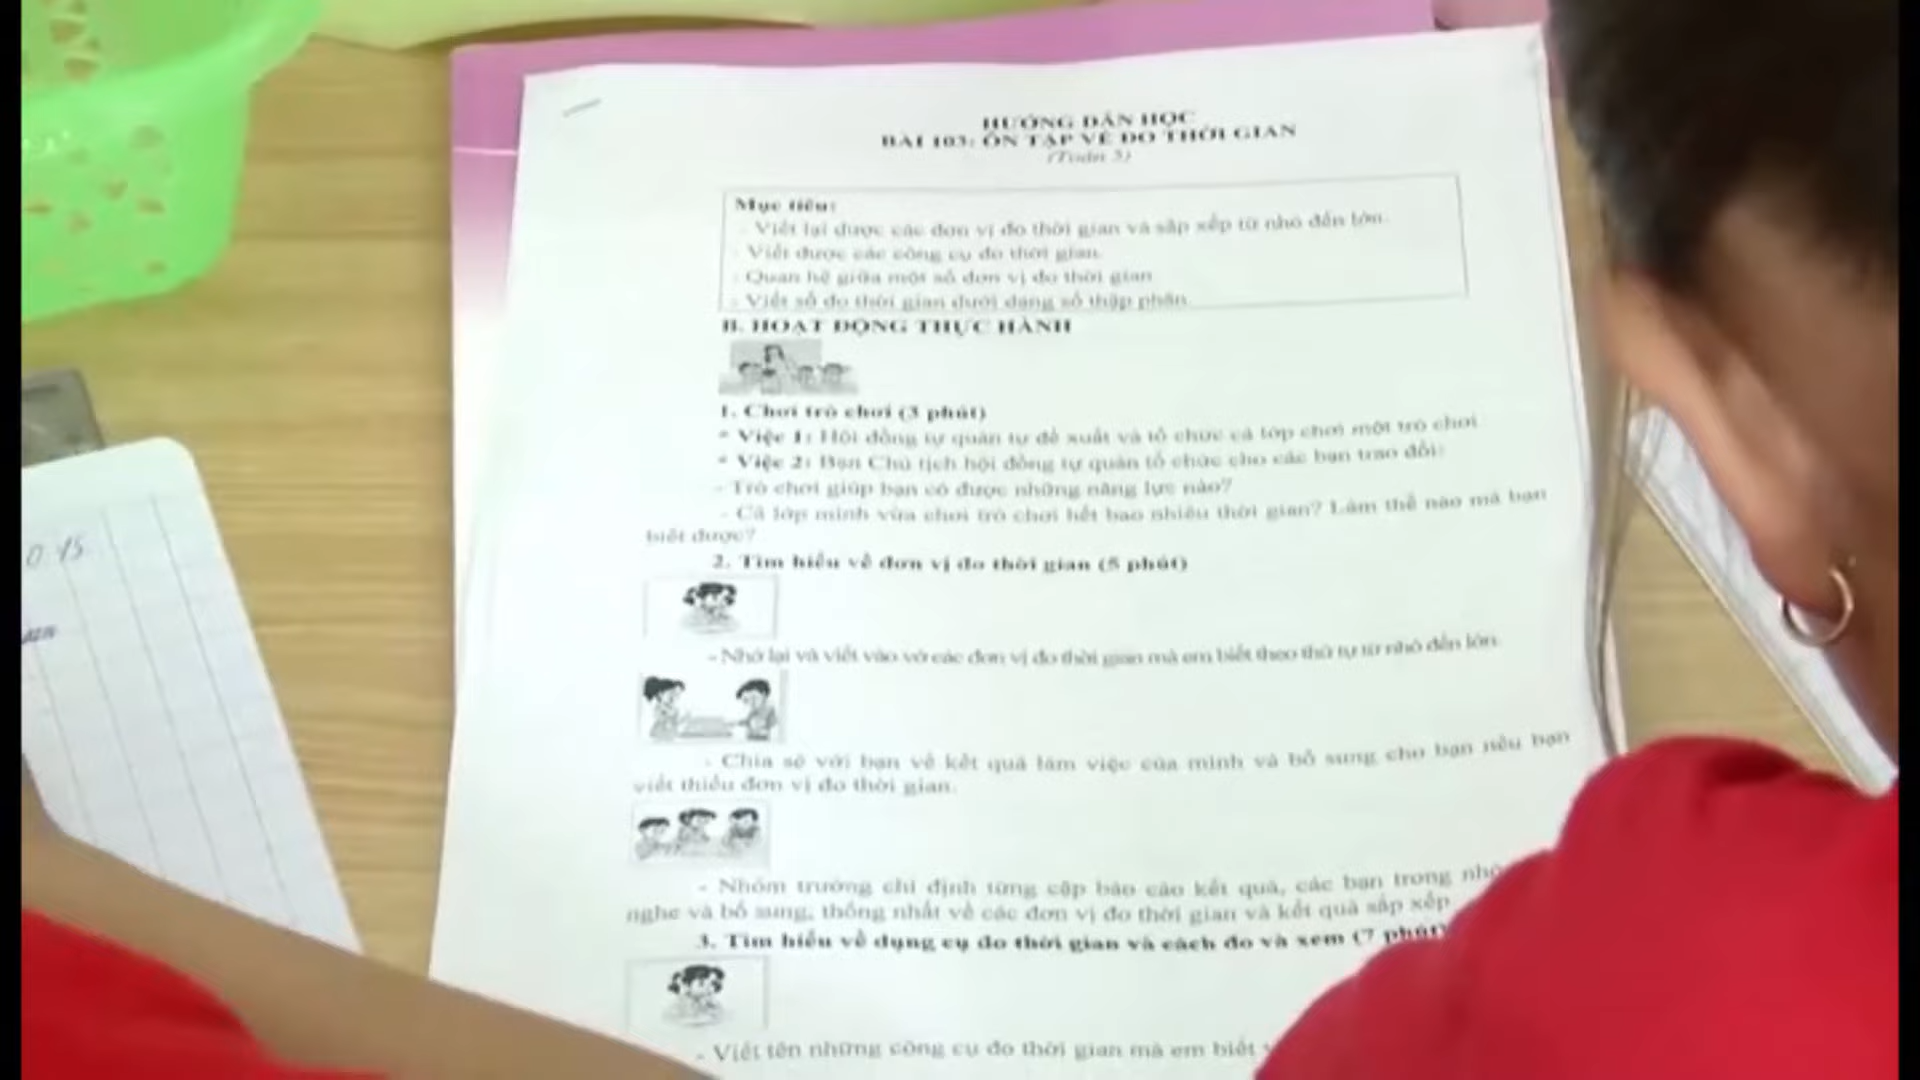 HƯỚNG DẪN HỌC
BÀI 103: ÔN TẬP VỀ ĐO THỜI GIAN
(Toán 5)
Mục tiêu:
- Viết lại được các đơn vị đo thời gian và sắp xếp từ nhỏ đến lớn.
- Viết được các công cụ đo thời gian.
- Quan hệ giữa một số đơn vị đo thời gian
- Viết số đo thời gian dưới dạng số thập phân.
B. HOẠT ĐỘNG THỰC HÀNH
1. Chơi trò chơi (3 phút)
* Việc 1: Hội đồng tự quản tự đề xuất và tổ chức cả lớp chơi một trò chơi
* Việc 2: Bạn Chủ tịch hội đồng tự quản tổ chức cho các bạn trao đổi:
- Trò chơi giúp bạn có được những năng lực nào?
- Cả lớp mình vừa chơi trò chơi hết bao nhiêu thời gian? Làm thế nào mà bạn
biết được?
2. Tìm hiểu về đơn vị đo thời gian (5 phút)
- Nhớ lại và viết vào vở các đơn vị đo thời gian mà em biết theo thứ tự từ nhỏ đến lớn.
- Chia sẻ với bạn về kết quả làm việc của mình và bổ sung cho bạn nếu bạn
viết thiếu đơn vị đo thời gian.
- Nhóm trưởng chỉ định từng cặp báo cáo kết quả, các bạn trong
nghe và bổ sung, thống nhất về các đơn vị đo thời gian và kết quả sắp xếp
3. Tìm hiểu về dụng cụ đo thời gian và cách đo và xem (7 phút)
- Viết tên những công cụ đo thời gian mà em biết
0 15